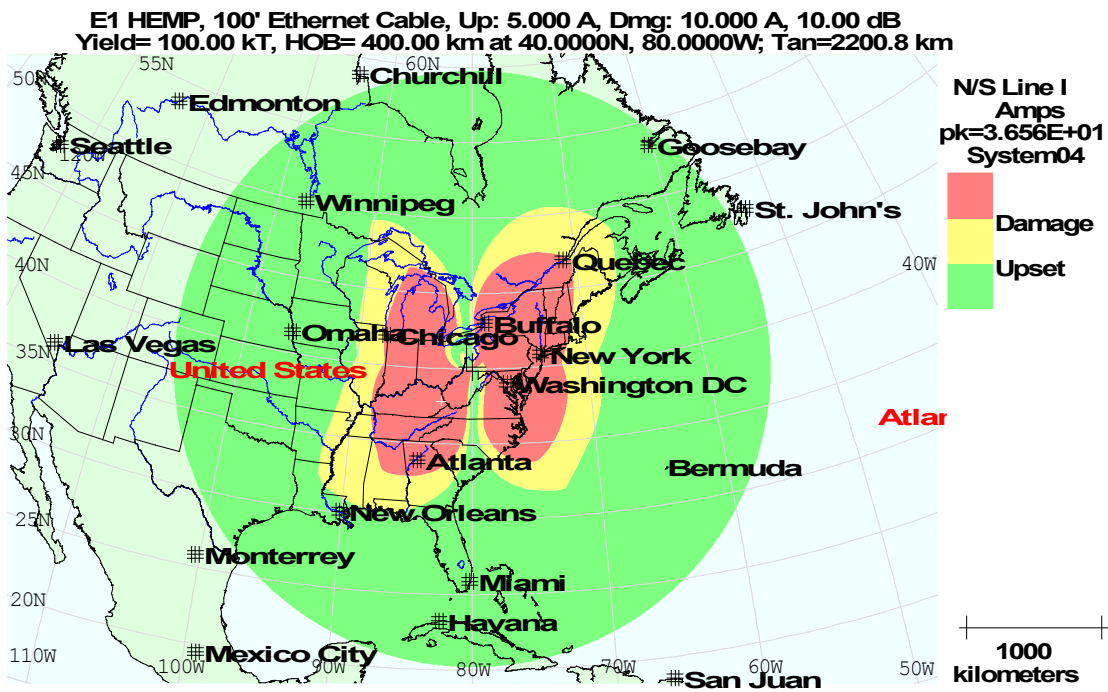 E1 HEMP, 100' Ethernet Cable, Up: 5.000 A, Dmg: 10.000 A, 10.00 dB
Yield= 100.00 kT, HOB= 400.00 km at 40.0000N, 80.0000W; Tan=2200.8 km
50N
55N
60N
Churchill
Edmonton
Seattle
120W
45N
Goosebay
Winnipeg
St. John's
40N
Quebec
40W
Omaha
Chicago
Buffalo
Las Vegas
35N
New York
United States
Washington DC
Atlan
30N
Atlanta
Bermuda
25N
New Orleans
Monterrey
Miami
20N
Havana
110W
Mexico City
100W
90W
80W
70W
60W
50W
San Juan
N/S Line I
Amps
pk=3.656E+01
System04
Damage
Upset
1000
kilometers